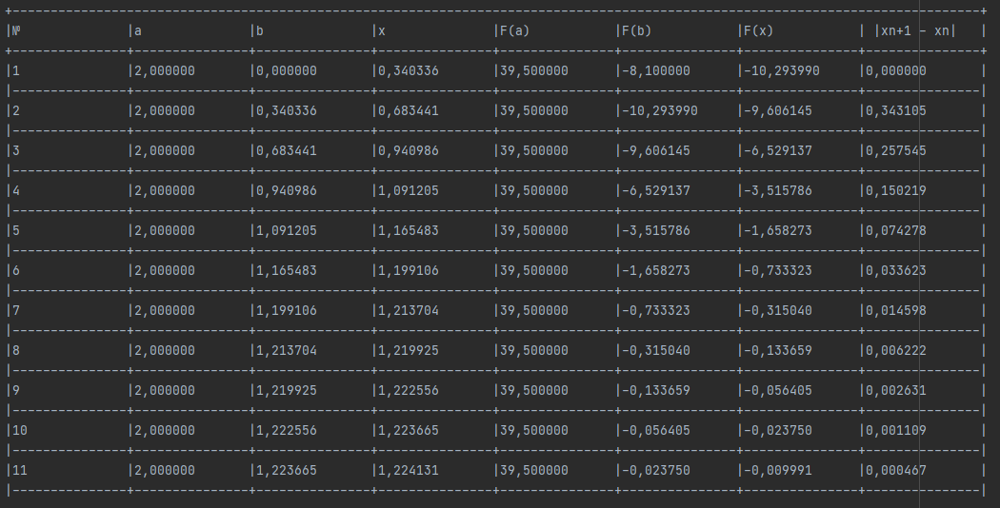 |№ |a |b |x |F(a) |F(b) |F(x) | |xn+1 - xn| |
|1 |2,000000 |0,000000 |0,340336 |39,500000 |-8,100000 |-10,293990 |0,000000 |
|2 |2,000000 |0,340336 |0,683441 |39,500000 |-10,293990 |-9,606145 |0,343105 |
|3 |2,000000 |0,683441 |0,940986 |39,500000 |-9,606145 |-6,529137 |0,257545 |
|4 |2,000000 |0,940986 |1,091205 |39,500000 |-6,529137 |-3,515786 |0,150219 |
|5 |2,000000 |1,091205 |1,165483 |39,500000 |-3,515786 |-1,658273 |0,074278 |
|6 |2,000000 |1,165483 |1,199106 |39,500000 |-1,658273 |-0,733323 |0,033623 |
|7 |2,000000 |1,199106 |1,213704 |39,500000 |-0,733323 |-0,315040 |0,014598 |
|8 |2,000000 |1,213704 |1,219925 |39,500000 |-0,315040 |-0,133659 |0,006222 |
|9 |2,000000 |1,219925 |1,222556 |39,500000 |-0,133659 |-0,056405 |0,002631 |
|10 |2,000000 |1,222556 |1,223665 |39,500000 |-0,056405 |-0,023750 |0,001109 |
|11 |2,000000 |1,223665 |1,224131 |39,500000 |-0,023750 |-0,009991 |0,000467 |